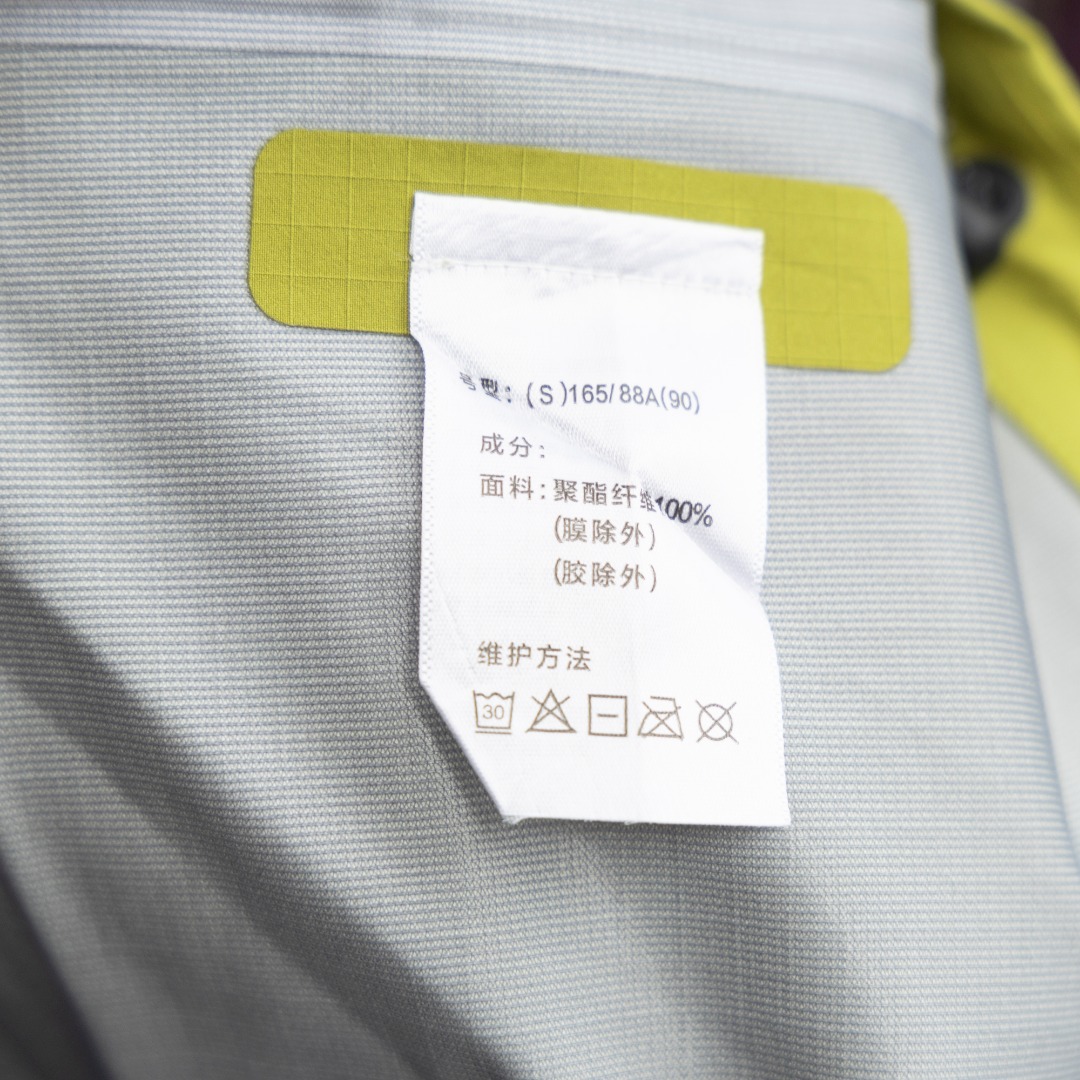 号型：(S)165/88A(90)
成分：
面料：聚酯纤维100%
(膜除外)
(胶除外)
维护方法
30